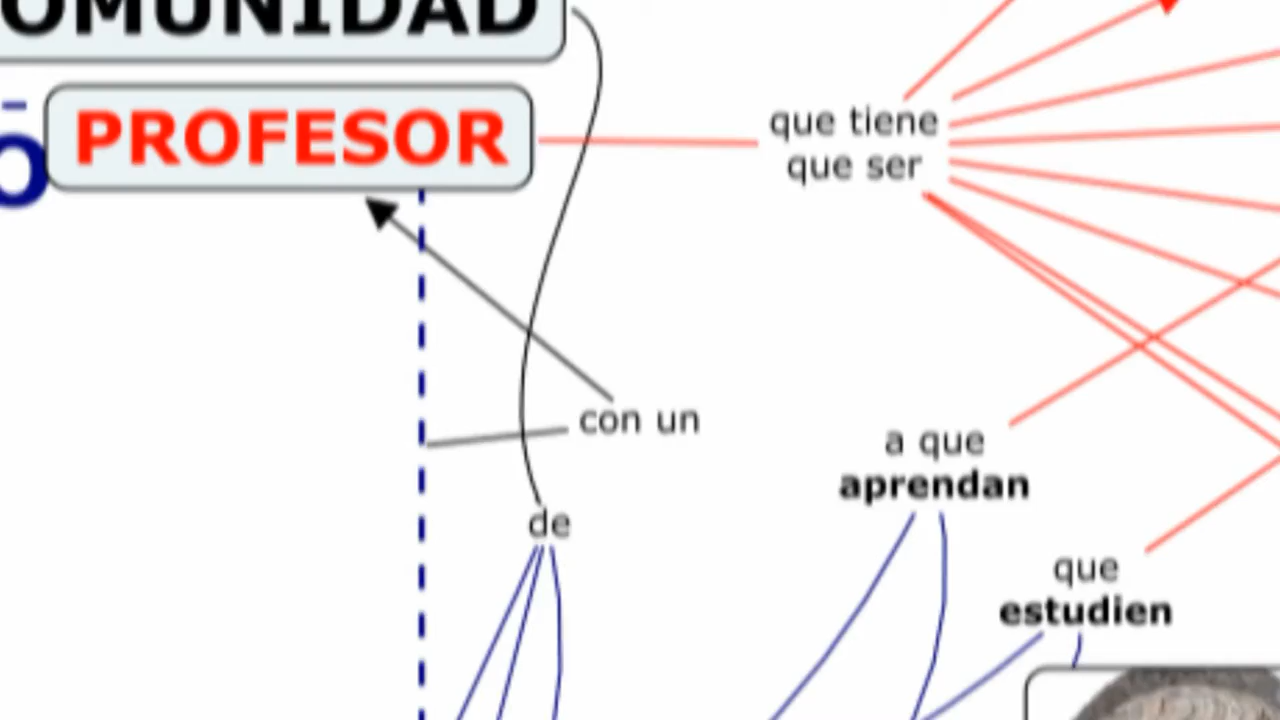 OMUNIDAD
PROFESOR
que tiene
que ser
con un
a que
aprendan
de
que
estudien